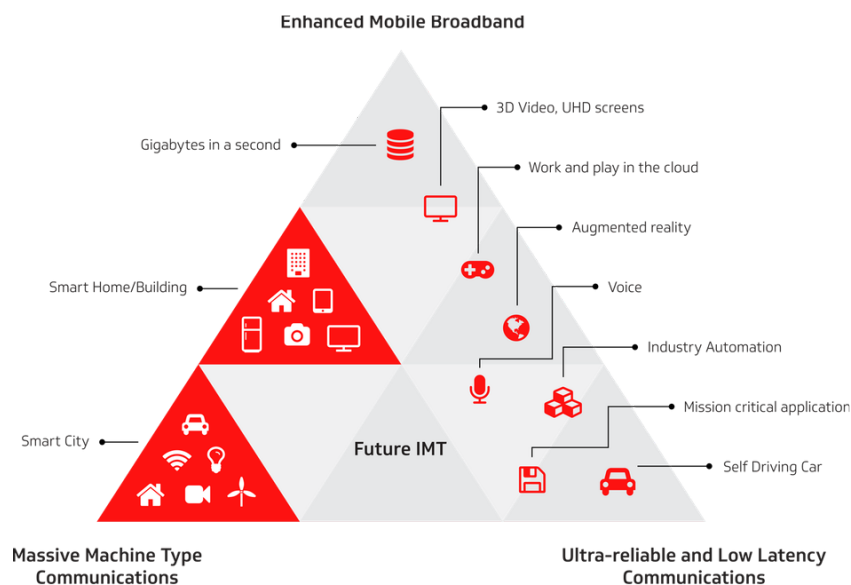 Enhanced Mobile Broadband
3D Video, UHD screens
Gigabytes in a second
Work and play in the cloud
Augmented reality
Smart Home/Building
Voice
Industry Automation
Mission critical application
Smart City
Future IMT
Self Driving Car
Massive Machine Type
Communications
Ultra-reliable and Low Latency
Communications